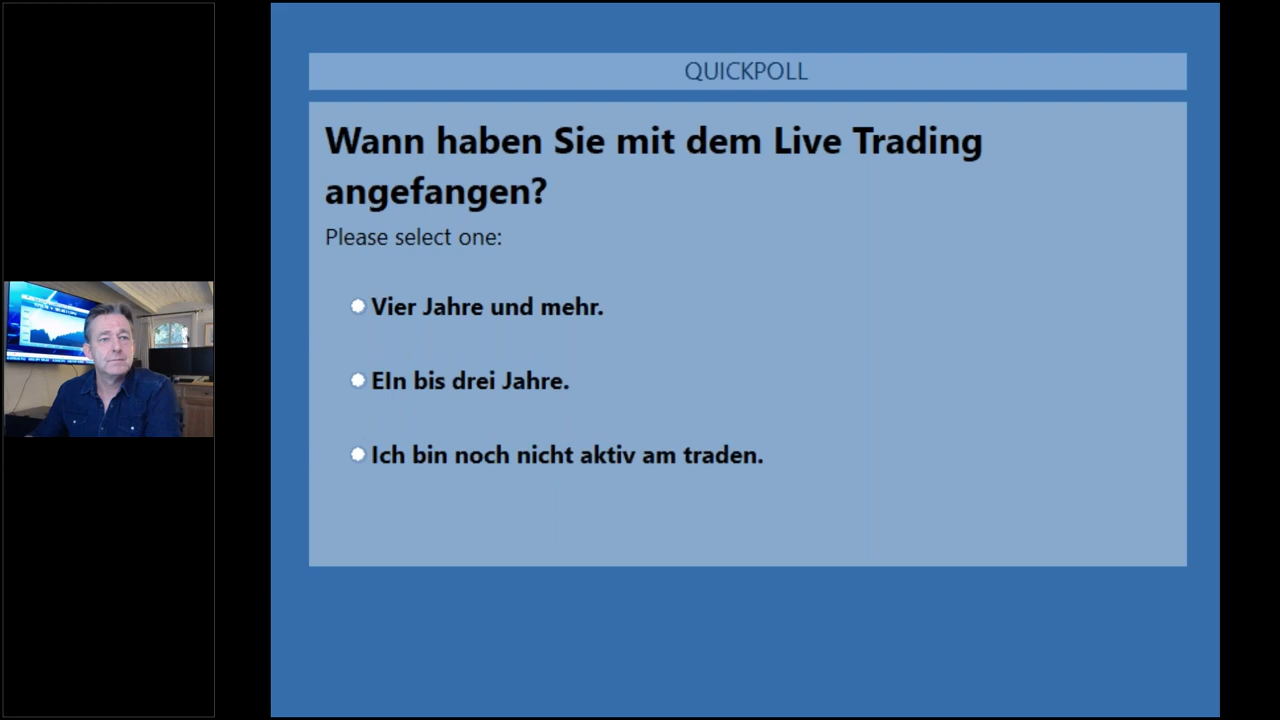 QUICKPOLL
Wann haben Sie mit dem Live Trading
angefangen?
Please select one:
Vier Jahre und mehr.
EIn bis drei Jahre.
Ich bin noch nicht aktiv am traden.